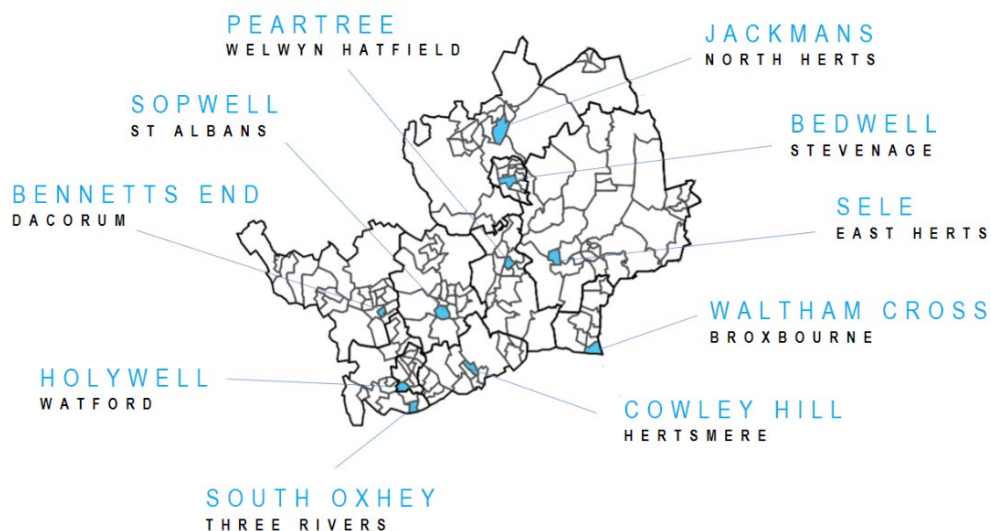 PEARTREE
WELWYN HATFIELD
JACKMANS
NORTH HERTS
SOPWELL
ST ALBANS
BEDWELL
STEVENAGE
BENNETTS END
DACORUM
SELE
EAST HERTS
WALTHAM CROSS
BROXBOURNE
HOLYWELL
WATFORD
COWLEY HILL
HERTSMERE
SOUTH OXHEY
THREE RIVERS